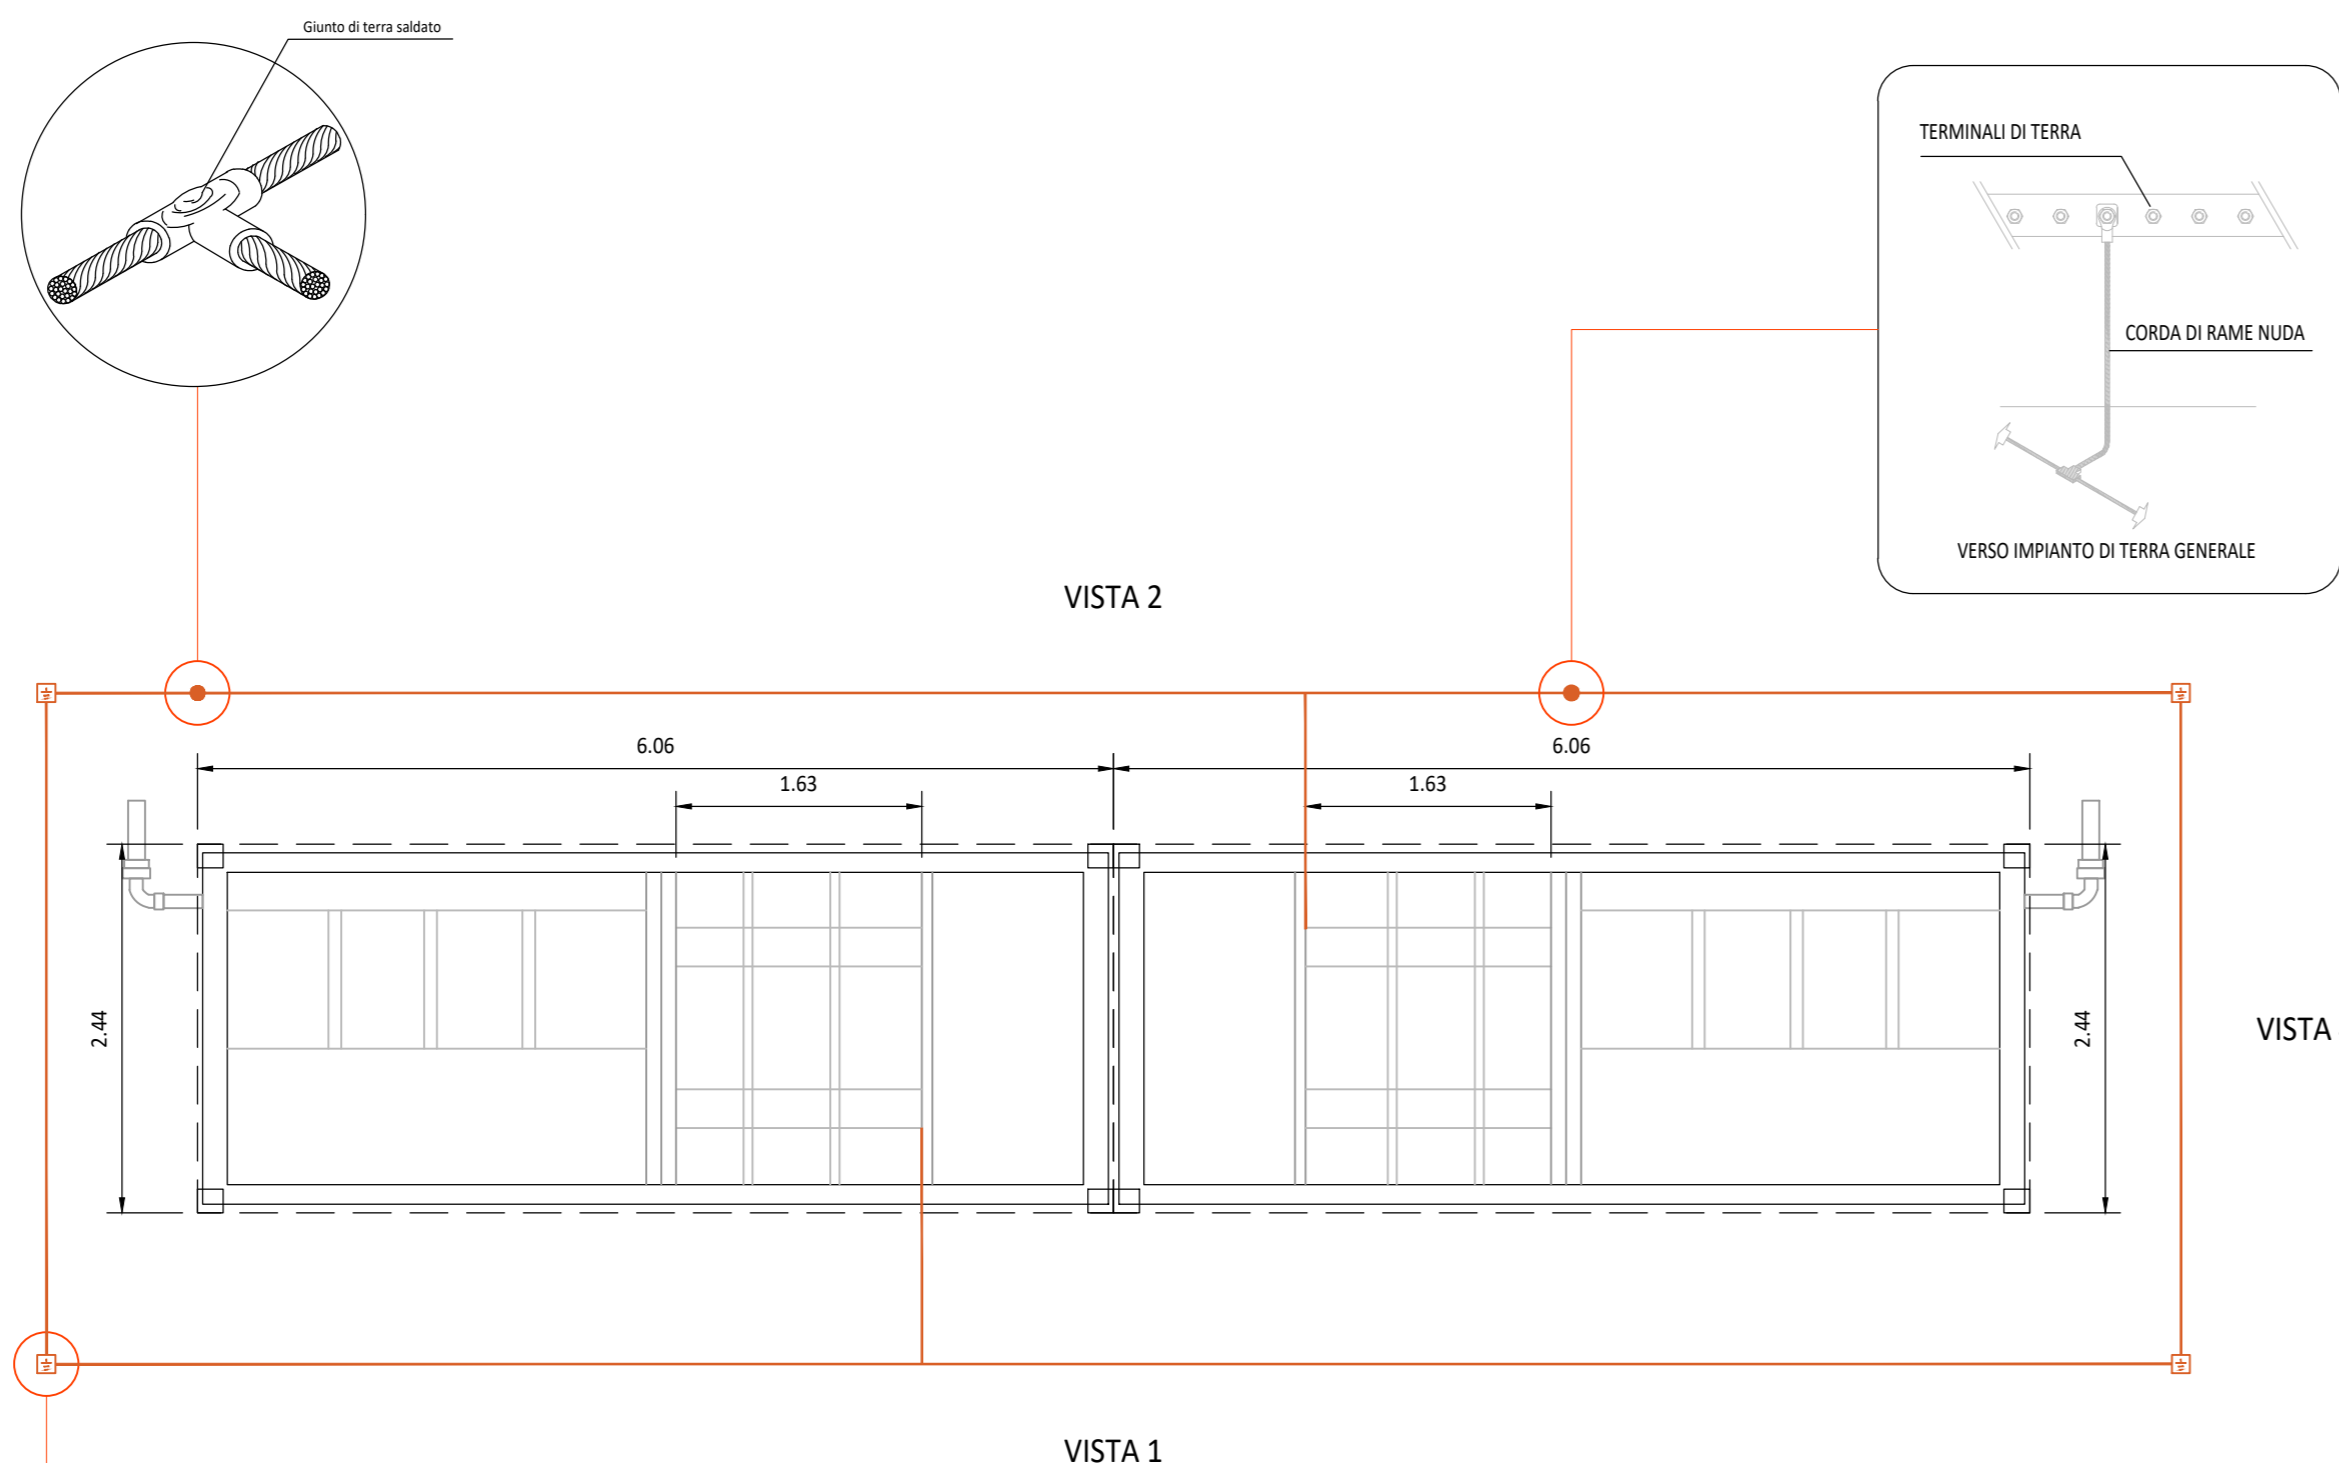 Giunto di terra saldato
TERMINALI DI TERRA
CORDA DI RAME NUDA
VERSO IMPIANTO DI TERRA GENERALE
VISTA 2
6.06
6.06
1.63
1.63
2.44
2.44
VISTA
VISTA 1